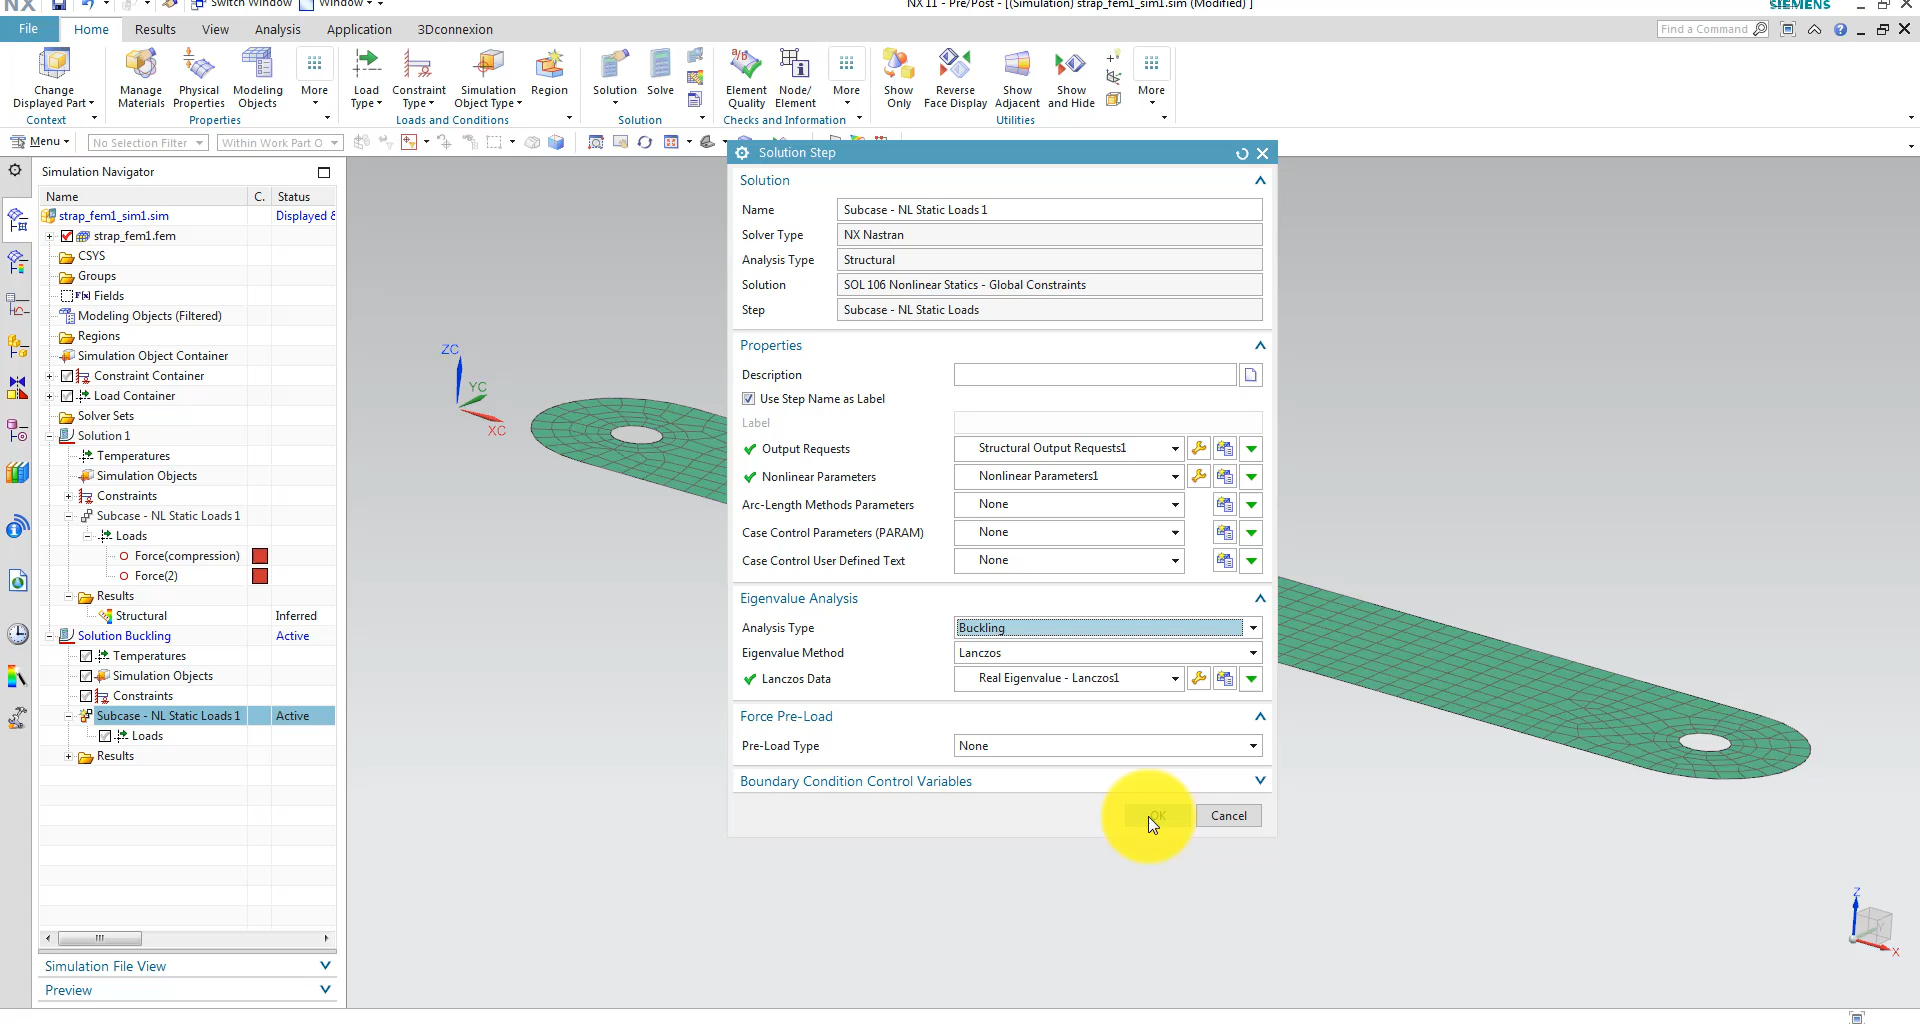 NX
Switch Window
Window
NX 11 - Pre/Post - [(Simulation) strap_fem1_sim1.sim (Modified) ]
SIEMENS
File
Home
Results
View
Analysis
Application
3Dconnexion
Find a Command
Change
Displayed Part
Manage
Materials
Physical
Properties
Modeling
Objects
More
Load
Type
Constraint
Type
Simulation
Object Type
Region
Solution
Solve
Element
Quality
Node/
Element
More
Show
Only
Reverse
Face Display
Show
Adjacent
Show
and Hide
More
Context
Properties
Loads and Conditions
Solution
Checks and Information
Utilities
Menu
No Selection Filter
Within Work Part O
Simulation Navigator
Name
C.
Status
strap_fem1_sim1.sim
Displayed &
strap_fem1.fem
CSYS
Groups
F(x) Fields
Modeling Objects (Filtered)
Regions
Simulation Object Container
Constraint Container
Load Container
Solver Sets
Solution 1
Temperatures
Simulation Objects
Constraints
Subcase - NL Static Loads 1
Loads
Force(compression)
Force(2)
Results
Structural
Inferred
Solution Buckling
Active
Temperatures
Simulation Objects
Constraints
Subcase - NL Static Loads 1
Active
Loads
Results
Simulation File View
Preview
ZC
YC
XC
Solution Step
Solution
Name
Subcase - NL Static Loads 1
Solver Type
NX Nastran
Analysis Type
Structural
Solution
SOL 106 Nonlinear Statics - Global Constraints
Step
Subcase - NL Static Loads
Properties
Description
Use Step Name as Label
Label
Output Requests
Structural Output Requests1
Nonlinear Parameters
Nonlinear Parameters1
Arc-Length Methods Parameters
None
Case Control Parameters (PARAM)
None
Case Control User Defined Text
None
Eigenvalue Analysis
Analysis Type
Buckling
Eigenvalue Method
Lanczos
Lanczos Data
Real Eigenvalue - Lanczos1
Force Pre-Load
Pre-Load Type
None
Boundary Condition Control Variables
OK
Cancel
Z
Y
X